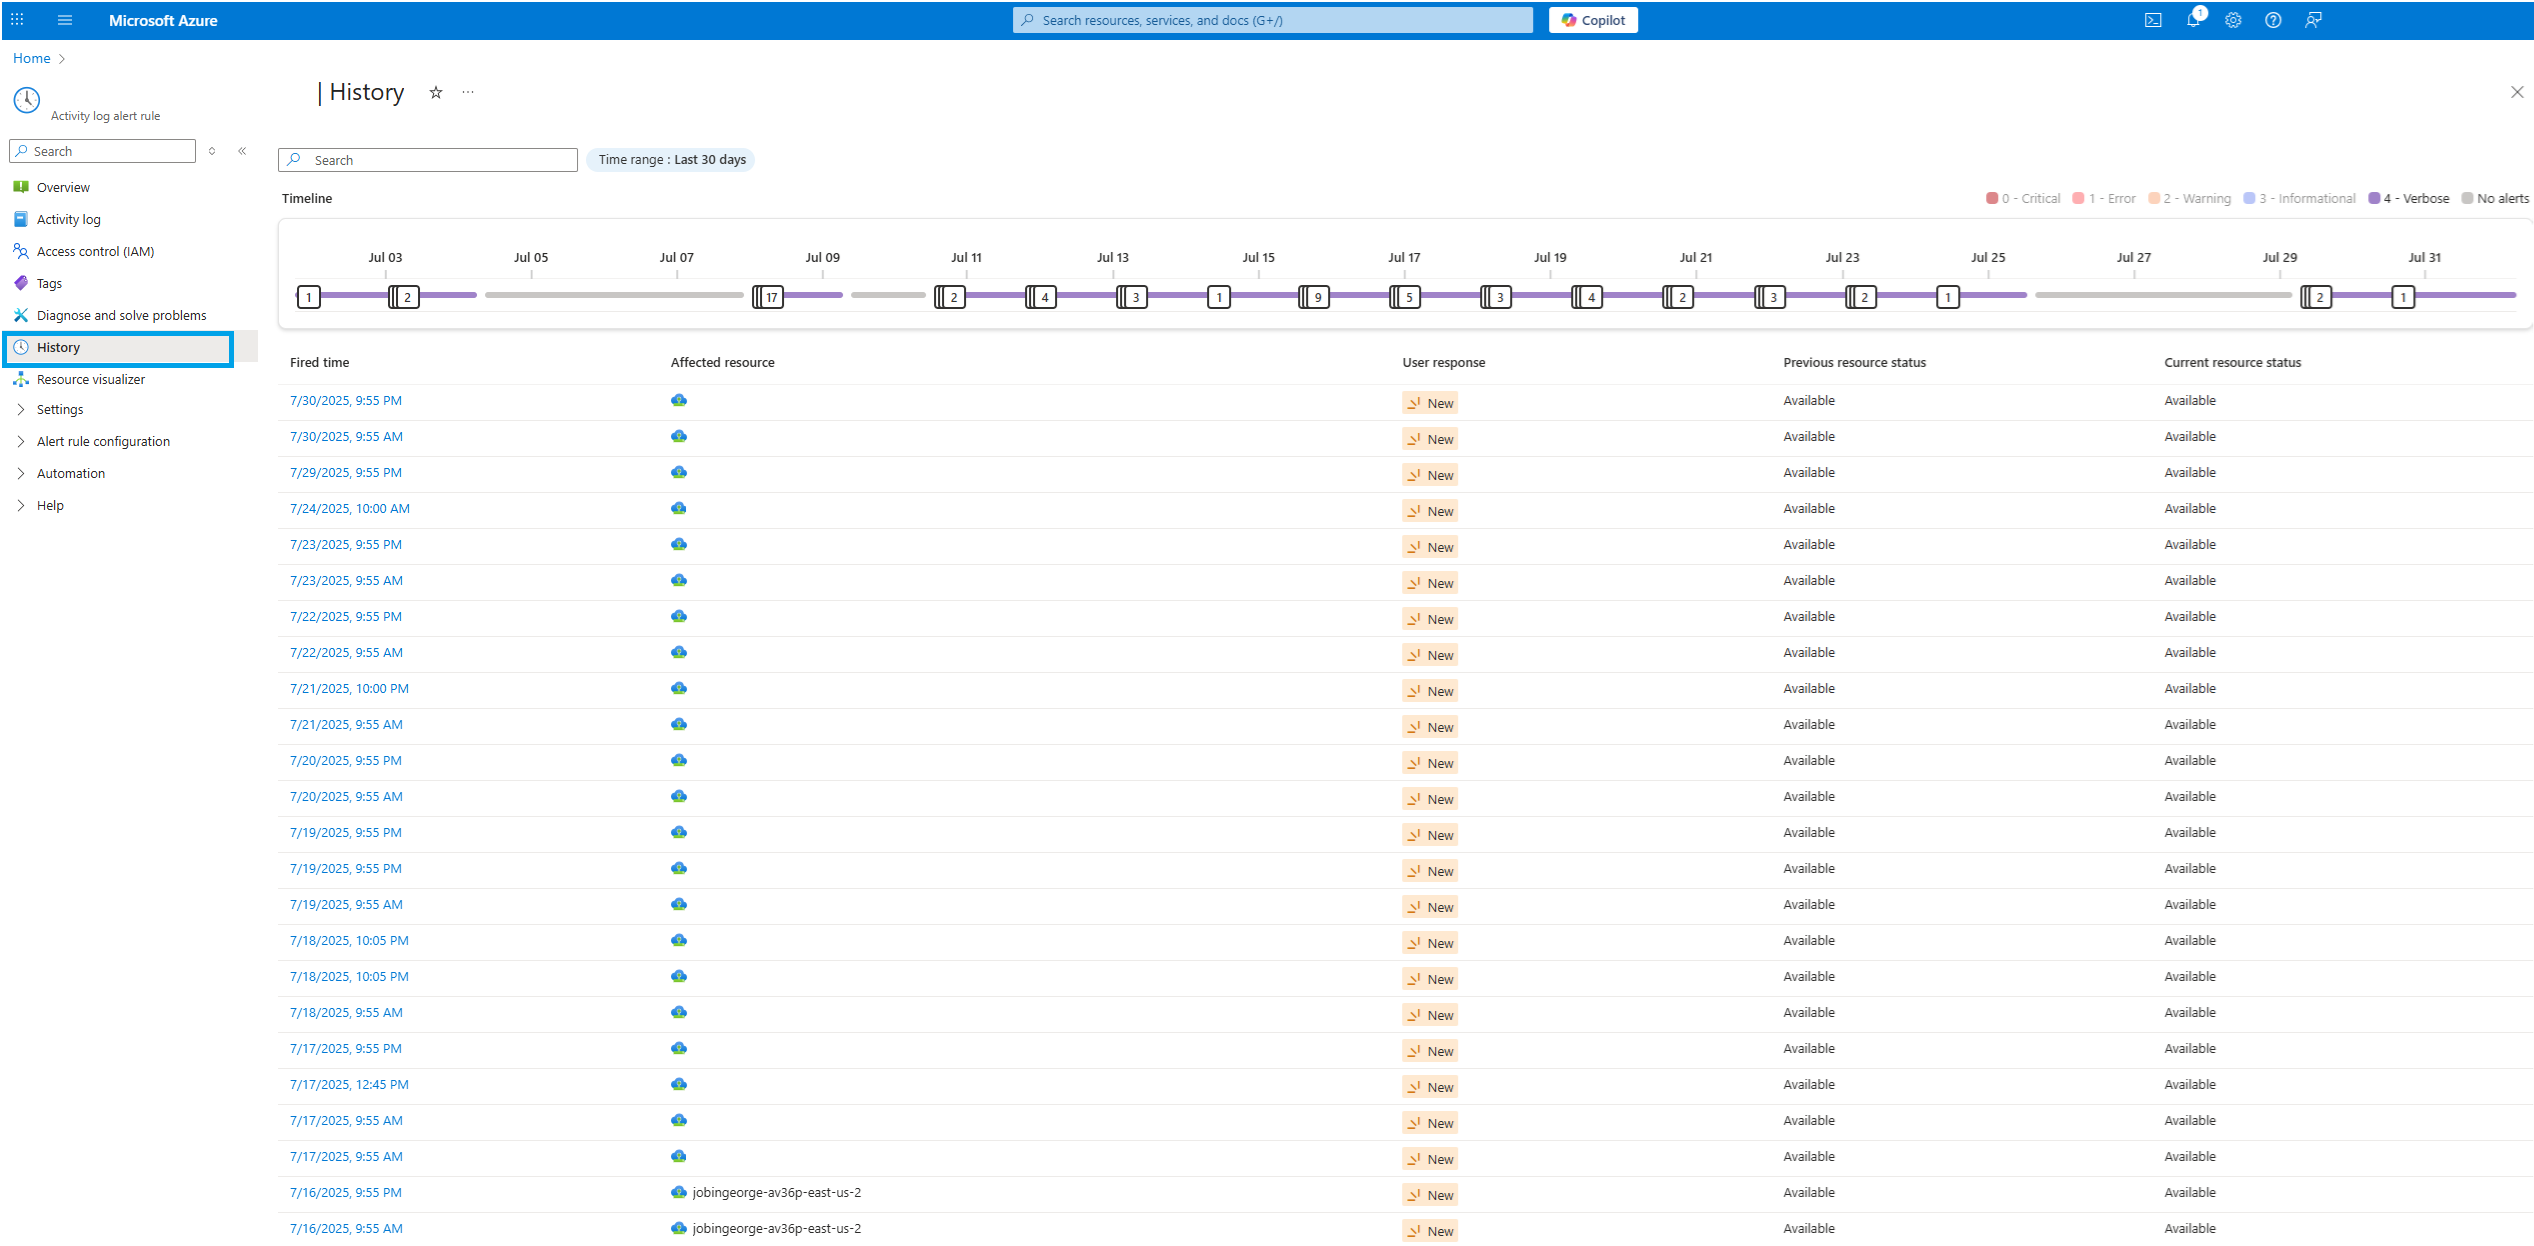 Microsoft Azure
Search resources, services, and docs (G+/)
Copilot
1
Home
| History
Activity log alert rule
Search
Search
Time range : Last 30 days
Overview
Activity log
Access control (IAM)
Tags
Diagnose and solve problems
History
Resource visualizer
Settings
Alert rule configuration
Automation
Help
Timeline
0 - Critical 1 - Error 2 - Warning 3 - Informational 4 - Verbose No alerts
Jul 03 Jul 05 Jul 07 Jul 09 Jul 11 Jul 13 Jul 15 Jul 17 Jul 19 Jul 21 Jul 23 Jul 25 Jul 27 Jul 29 Jul 31
1 2 17 2 4 3 1 9 5 3 4 2 3 2 1 2 1
Fired time Affected resource User response Previous resource status Current resource status
7/30/2025, 9:55 PM New Available Available
7/30/2025, 9:55 AM New Available Available
7/29/2025, 9:55 PM New Available Available
7/24/2025, 10:00 AM New Available Available
7/23/2025, 9:55 PM New Available Available
7/23/2025, 9:55 AM New Available Available
7/22/2025, 9:55 PM New Available Available
7/22/2025, 9:55 AM New Available Available
7/21/2025, 10:00 PM New Available Available
7/21/2025, 9:55 AM New Available Available
7/20/2025, 9:55 PM New Available Available
7/20/2025, 9:55 AM New Available Available
7/19/2025, 9:55 PM New Available Available
7/19/2025, 9:55 PM New Available Available
7/19/2025, 9:55 AM New Available Available
7/18/2025, 10:05 PM New Available Available
7/18/2025, 10:05 PM New Available Available
7/18/2025, 9:55 AM New Available Available
7/17/2025, 9:55 PM New Available Available
7/17/2025, 12:45 PM New Available Available
7/17/2025, 9:55 AM New Available Available
7/17/2025, 9:55 AM New Available Available
7/16/2025, 9:55 PM jobingeorge-av36p-east-us-2 New Available Available
7/16/2025, 9:55 AM jobingeorge-av36p-east-us-2 New Available Available